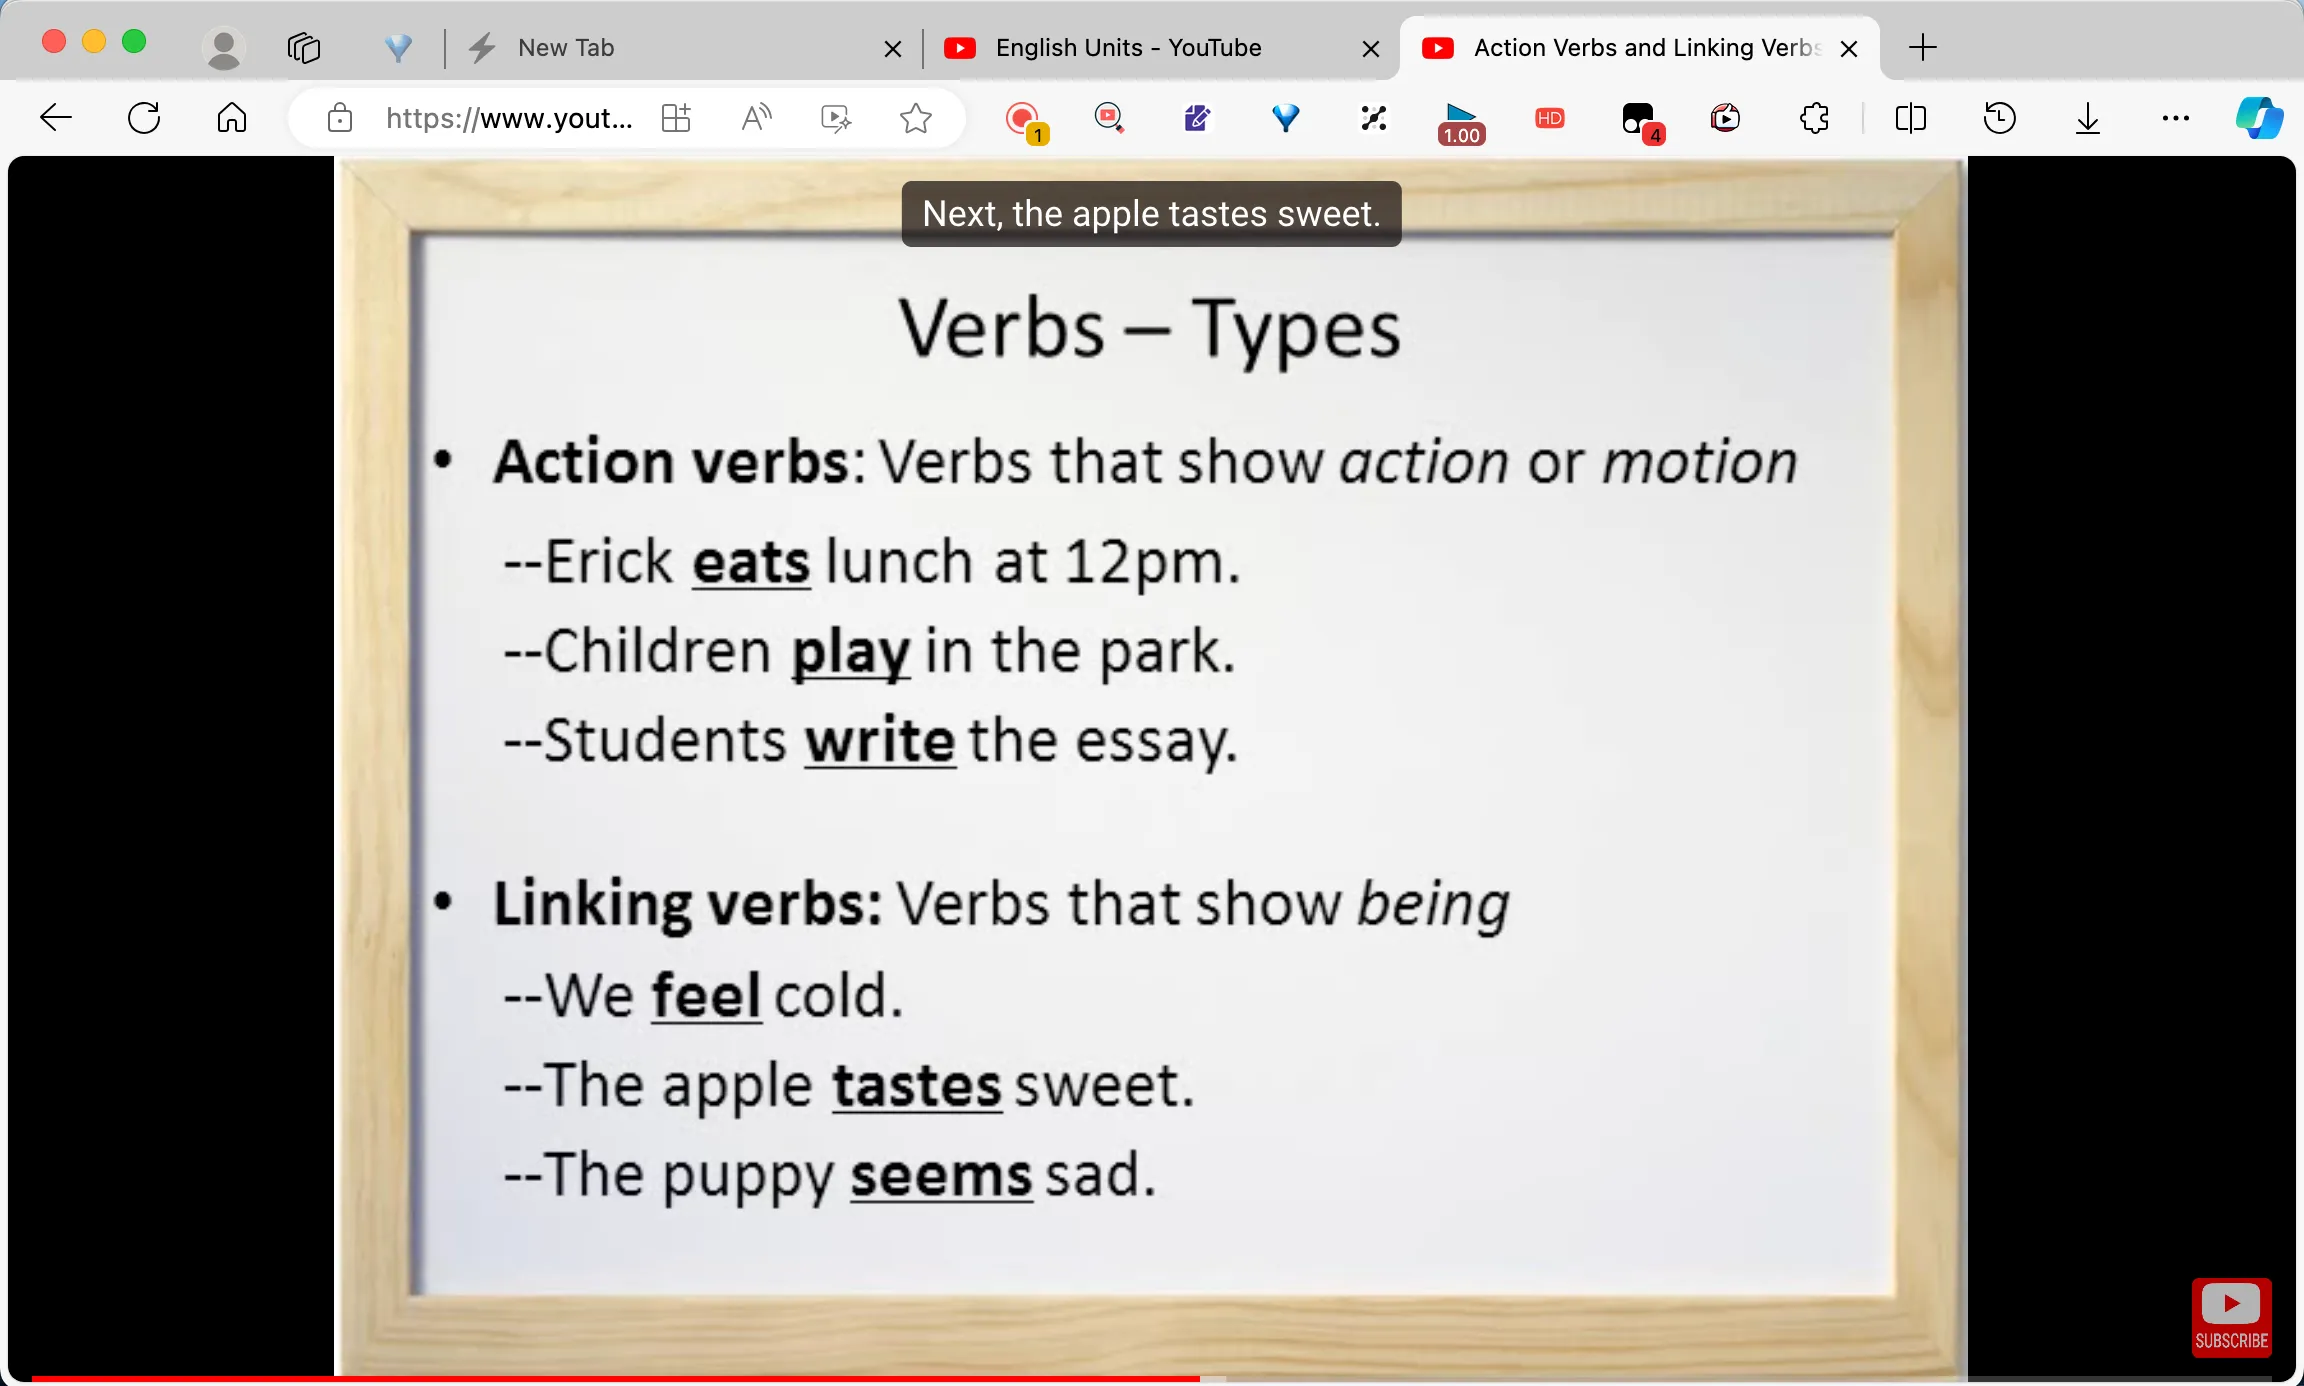 New Tab
English Units - YouTube
Action Verbs and Linking Verbs
https://www.yout...
1
1.00
HD
4
Next, the apple tastes sweet.
Verbs – Types
• Action verbs: Verbs that show action or motion
--Erick eats lunch at 12pm.
--Children play in the park.
--Students write the essay.
• Linking verbs: Verbs that show being
--We feel cold.
--The apple tastes sweet.
--The puppy seems sad.
SUBSCRIBE